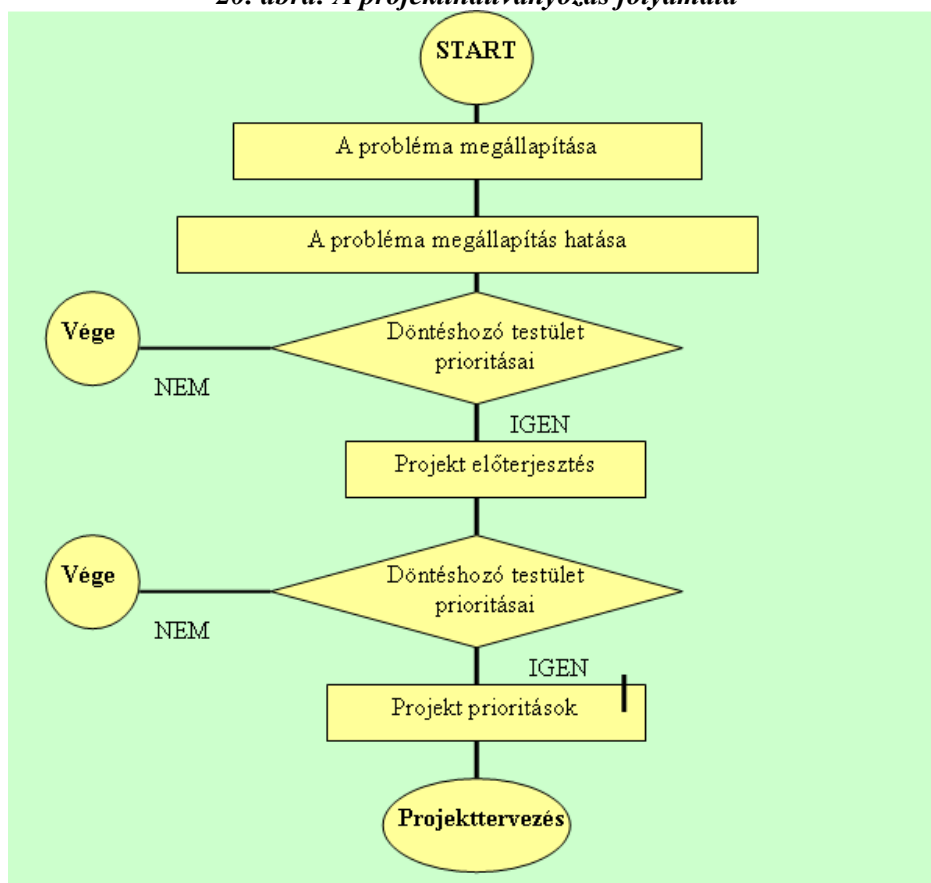 START
A probléma megállapítása
A probléma megállapítás hatása
Döntéshozó testület
prioritásai
Vége
NEM
IGEN
Projekt előterjesztés
Döntéshozó testület
prioritásai
Vége
NEM
IGEN
Projekt prioritások
Projekttervezés